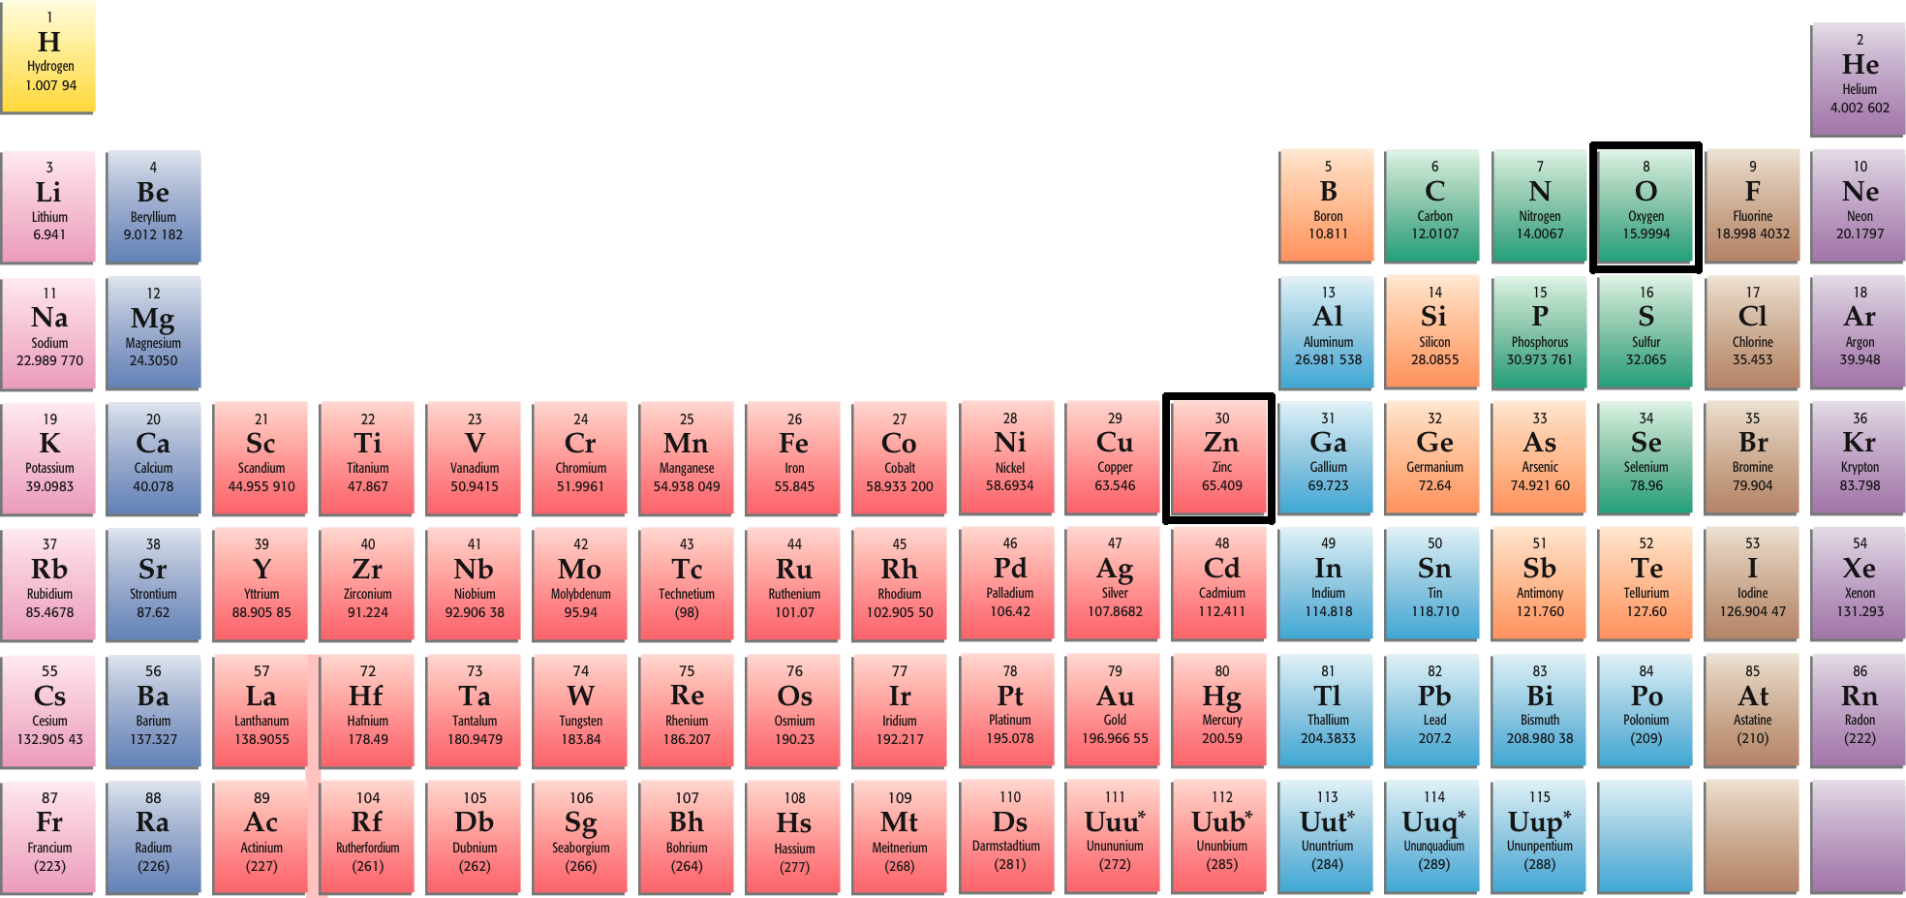 1
H
Hydrogen
1.007 94
2
He
Helium
4.002 602
3
Li
Lithium
6.941
4
Be
Beryllium
9.012 182
5
B
Boron
10.811
6
C
Carbon
12.0107
7
N
Nitrogen
14.0067
8
O
Oxygen
15.9994
9
F
Fluorine
18.998 4032
10
Ne
Neon
20.1797
11
Na
Sodium
22.989 770
12
Mg
Magnesium
24.3050
13
Al
Aluminum
26.981 538
14
Si
Silicon
28.0855
15
P
Phosphorus
30.973 761
16
S
Sulfur
32.065
17
Cl
Chlorine
35.453
18
Ar
Argon
39.948
19
K
Potassium
39.0983
20
Ca
Calcium
40.078
21
Sc
Scandium
44.955 910
22
Ti
Titanium
47.867
23
V
Vanadium
50.9415
24
Cr
Chromium
51.9961
25
Mn
Manganese
54.938 049
26
Fe
Iron
55.845
27
Co
Cobalt
58.933 200
28
Ni
Nickel
58.6934
29
Cu
Copper
63.546
30
Zn
Zinc
65.409
31
Ga
Gallium
69.723
32
Ge
Germanium
72.64
33
As
Arsenic
74.921 60
34
Se
Selenium
78.96
35
Br
Bromine
79.904
36
Kr
Krypton
83.798
37
Rb
Rubidium
85.4678
38
Sr
Strontium
87.62
39
Y
Yttrium
88.905 85
40
Zr
Zirconium
91.224
41
Nb
Niobium
92.906 38
42
Mo
Molybdenum
95.94
43
Tc
Technetium
(98)
44
Ru
Ruthenium
101.07
45
Rh
Rhodium
102.905 50
46
Pd
Palladium
106.42
47
Ag
Silver
107.8682
48
Cd
Cadmium
112.411
49
In
Indium
114.818
50
Sn
Tin
118.710
51
Sb
Antimony
121.760
52
Te
Tellurium
127.60
53
I
Iodine
126.904 47
54
Xe
Xenon
131.293
55
Cs
Cesium
132.905 43
56
Ba
Barium
137.327
57
La
Lanthanum
138.9055
72
Hf
Hafnium
178.49
73
Ta
Tantalum
180.9479
74
W
Tungsten
183.84
75
Re
Rhenium
186.207
76
Os
Osmium
190.23
77
Ir
Iridium
192.217
78
Pt
Platinum
195.078
79
Au
Gold
196.966 55
80
Hg
Mercury
200.59
81
Tl
Thallium
204.3833
82
Pb
Lead
207.2
83
Bi
Bismuth
208.980 38
84
Po
Polonium
(209)
85
At
Astatine
(210)
86
Rn
Radon
(222)
87
Fr
Francium
(223)
88
Ra
Radium
(226)
89
Ac
Actinium
(227)
104
Rf
Rutherfordium
(261)
105
Db
Dubnium
(262)
106
Sg
Seaborgium
(266)
107
Bh
Bohrium
(264)
108
Hs
Hassium
(277)
109
Mt
Meitnerium
(268)
110
Ds
Darmstadtium
(281)
111
Uuu*
Unununium
(272)
112
Uub*
Ununbium
(285)
113
Uut*
Ununtrium
(284)
114
Uuq*
Ununquadium
(289)
115
Uup*
Ununpentium
(288)